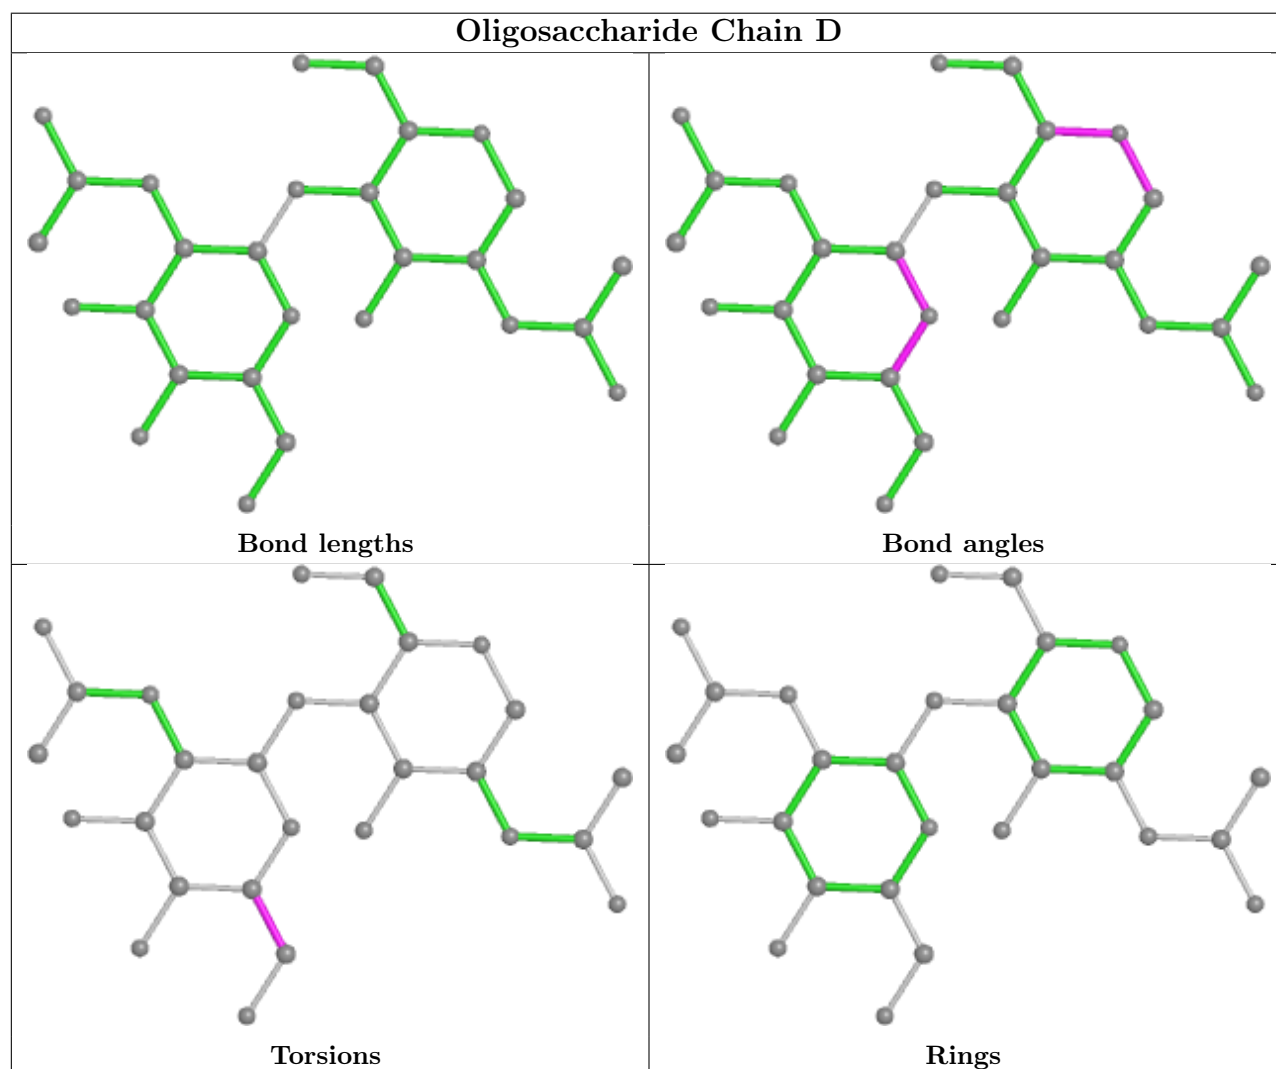 Oligosaccharide Chain D
Bond lengths
Bond angles
Torsions
Rings